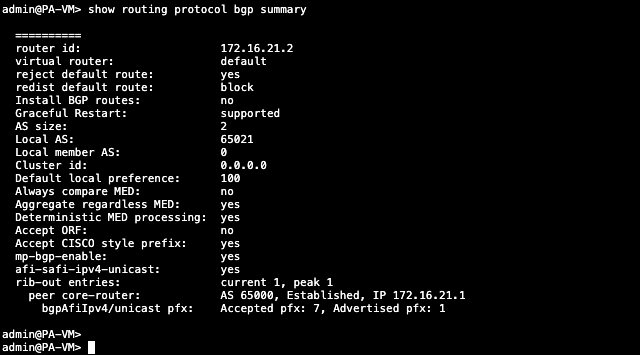 admin@PA-VM> show routing protocol bgp summary
==========
router id: 172.16.21.2
virtual router: default
reject default route: yes
redist default route: block
Install BGP routes: no
Graceful Restart: supported
AS size: 2
Local AS: 65021
Local member AS: 0
Cluster id: 0.0.0.0
Default local preference: 100
Always compare MED: no
Aggregate regardless MED: yes
Deterministic MED processing: yes
Accept ORF: no
Accept CISCO style prefix: yes
mp-bgp-enable: yes
afi-safi-ipv4-unicast: yes
rib-out entries: current 1, peak 1
peer core-router: AS 65000, Established, IP 172.16.21.1
bgpAfiIpv4/unicast pfx: Accepted pfx: 7, Advertised pfx: 1
admin@PA-VM>
admin@PA-VM>